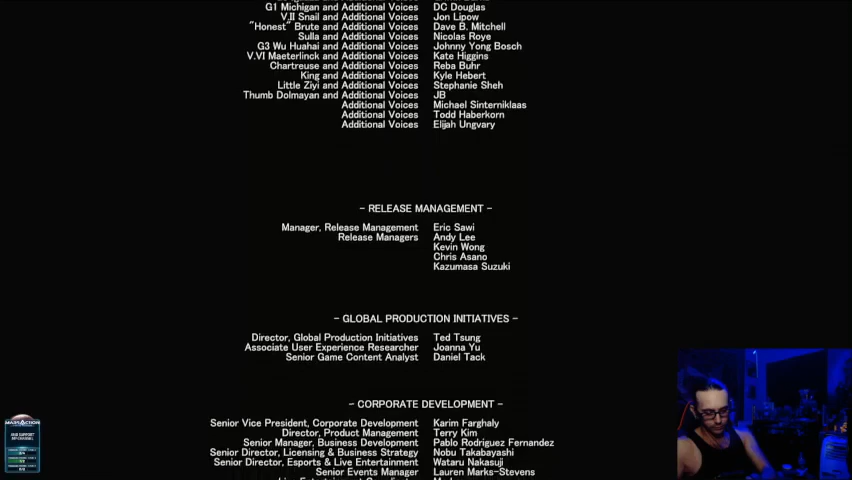 G1 Michigan and Additional Voices DC Douglas
V.II Snail and Additional Voices Jon Lipow
"Honest" Brute and Additional Voices Dave B. Mitchell
Sulla and Additional Voices Nicolas Roye
G3 Wu Huahai and Additional Voices Johnny Yong Bosch
V.VI Maeterlinck and Additional Voices Kate Higgins
Chartreuse and Additional Voices Reba Buhr
King and Additional Voices Kyle Hebert
Little Ziyi and Additional Voices Stephanie Sheh
Thumb Dolmayan and Additional Voices JB
Additional Voices Michael Sinterniklaas
Additional Voices Todd Haberkorn
Additional Voices Elijah Ungvary
- RELEASE MANAGEMENT -
Manager, Release Management Eric Sawi
Release Managers Andy Lee
Kevin Wong
Chris Asano
Kazumasa Suzuki
- GLOBAL PRODUCTION INITIATIVES -
Director, Global Production Initiatives Ted Tsung
Associate User Experience Researcher Joanna Yu
Senior Game Content Analyst Daniel Tack
- CORPORATE DEVELOPMENT -
Senior Vice President, Corporate Development Karim Farghaly
Director, Product Management Terry Kim
Senior Manager, Business Development Pablo Rodriguez Fernandez
Senior Director, Licensing & Business Strategy Nobu Takabayashi
Senior Director, Esports & Live Entertainment Wataru Nakasuji
Senior Events Manager Lauren Marks-Stevens